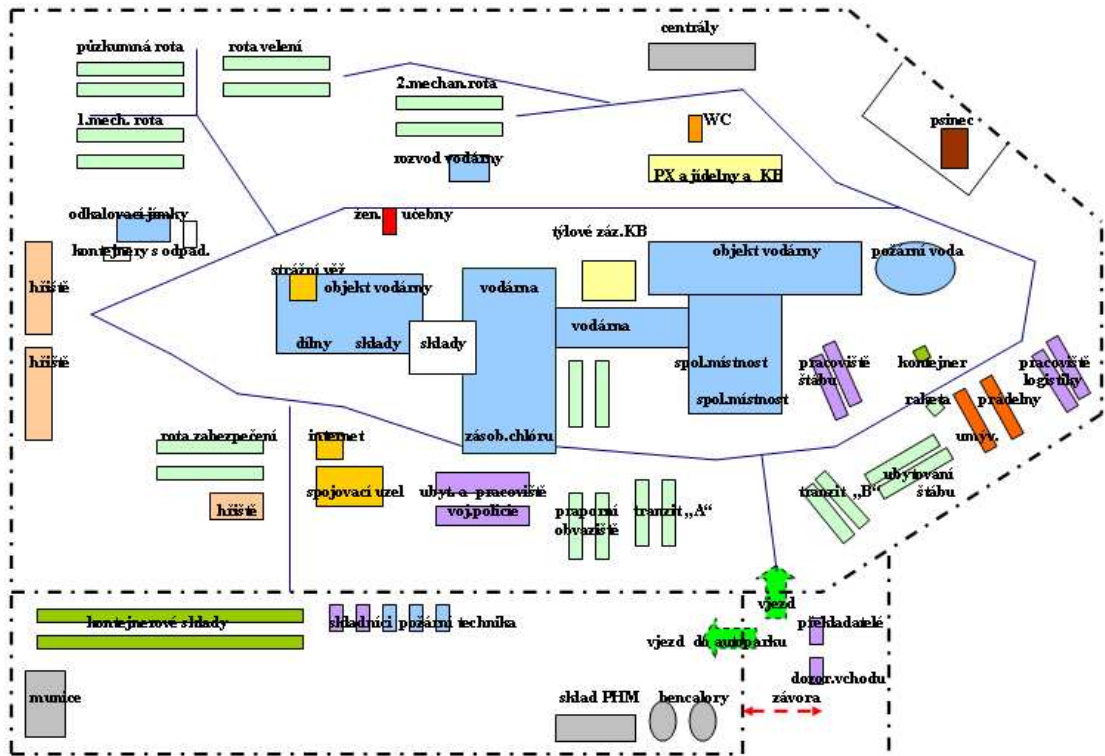 centrály
půzkumná rota
rota velení
2.mechan.rota
1.mech. rota
WC
psinec
rozvod vodárny
PX a jídelny a KB
odkalovací jímky
žen. učebny
týlové záz.KB
kontejnery s odpad.
objekt vodárny
požární voda
strážní věž
hřiště
objekt vodárny
vodárna
vodárna
dílny
sklady
sklady
hřiště
spol.místnost
pracoviště
štábu
kontejner
pracoviště
logistiky
spol.místnost
raketa
prádelny
umýv.
rota zabezpečení
internet
zásob.chlóru
spojovací uzel
ubyt. a pracoviště
voj.policie
ubytování
štábu
tranzit „B“
hřiště
praporní
obvaziště
tranzit „A“
vjezd
kontejnerové sklady
skladníci
požární technika
překladatelé
vjezd do autoparku
dozor.vchodu
munice
sklad PHM
bencalory
závora